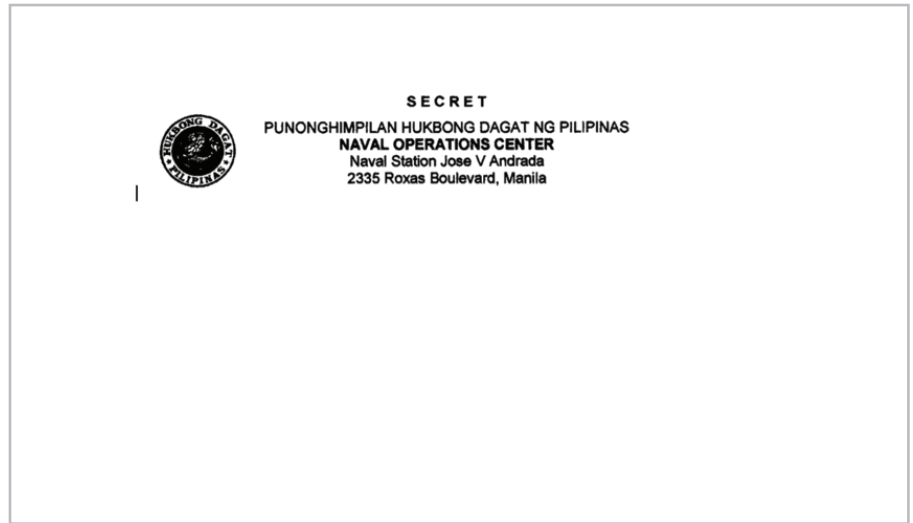 SECRET
PUNONGHIMPILAN HUKBONG DAGAT NG PILIPINAS
NAVAL OPERATIONS CENTER
Naval Station Jose V Andrada
2335 Roxas Boulevard, Manila
HUKBONG DAGAT
PILIPINAS